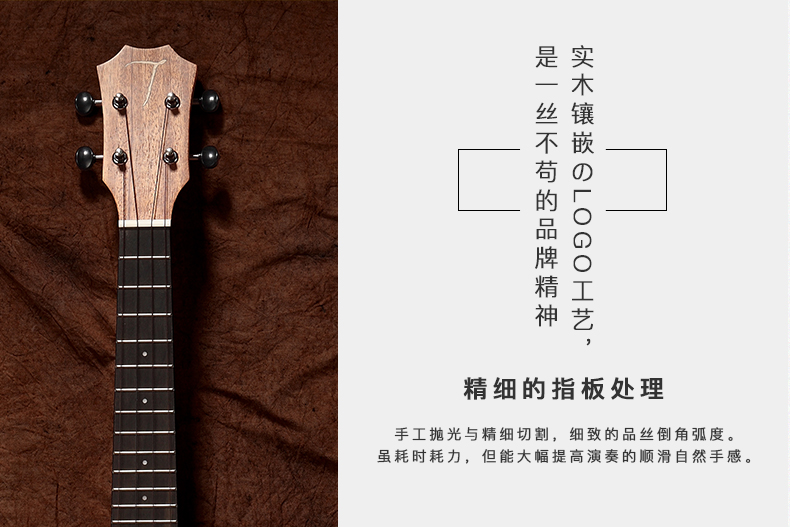 实木镶嵌のLOGO工艺，
是一丝不苟的品牌精神
精细的指板处理
手工抛光与精细切割，细致的品丝倒角弧度。
虽耗时耗力，但能大幅提高演奏的顺滑自然手感。